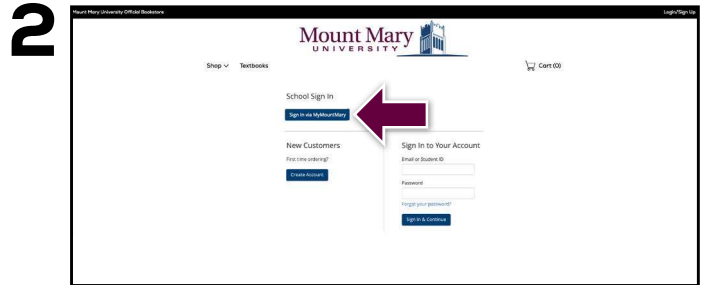 2
Mount Mary University Official Bookstore Login/Sign Up
Mount Mary
UNIVERSITY
Shop Textbooks Cart (0)
School Sign In
Sign In via MyMountMary
New Customers
First time ordering?
Create Account
Sign In to Your Account
Email or Student ID
Password
Forgot your password?
Sign In & Continue